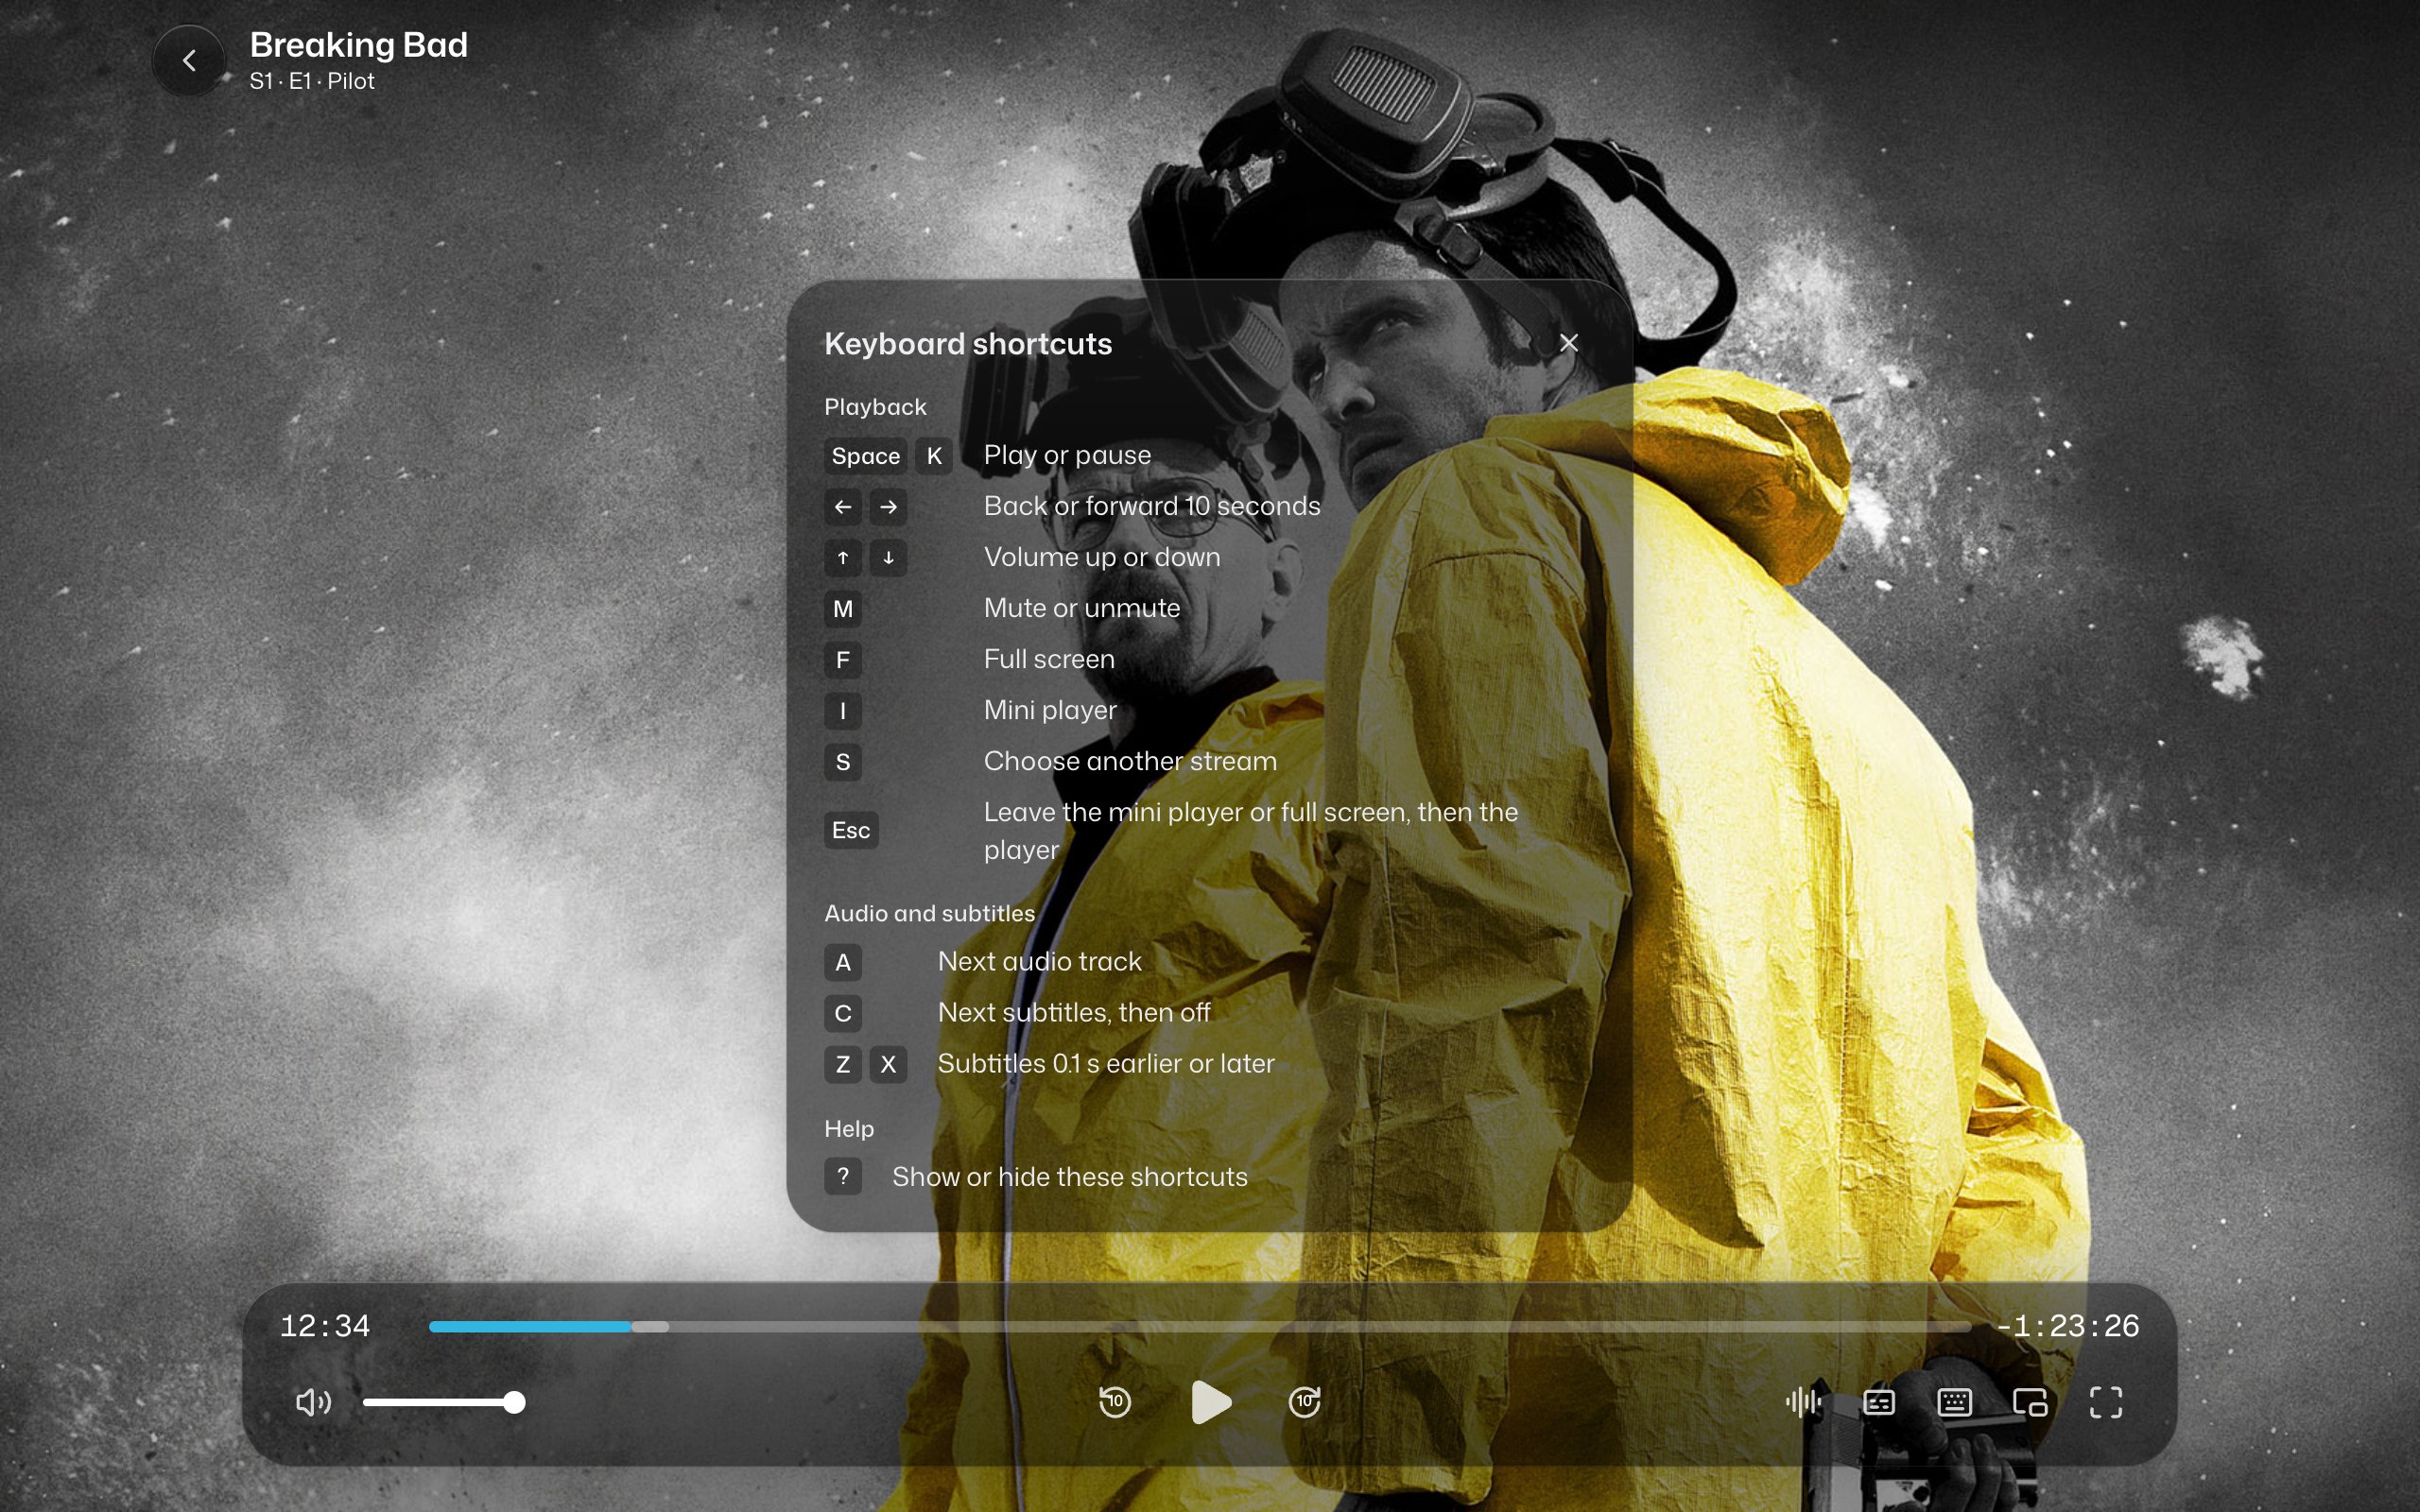 Breaking Bad
S1 · E1 · Pilot
Keyboard shortcuts
Playback
Space K Play or pause
← → Back or forward 10 seconds
↑ ↓ Volume up or down
M Mute or unmute
F Full screen
I Mini player
S Choose another stream
Esc Leave the mini player or full screen, then the
player
Audio and subtitles
A Next audio track
C Next subtitles, then off
Z X Subtitles 0.1 s earlier or later
Help
? Show or hide these shortcuts
12:34 -1:23:26
10 10